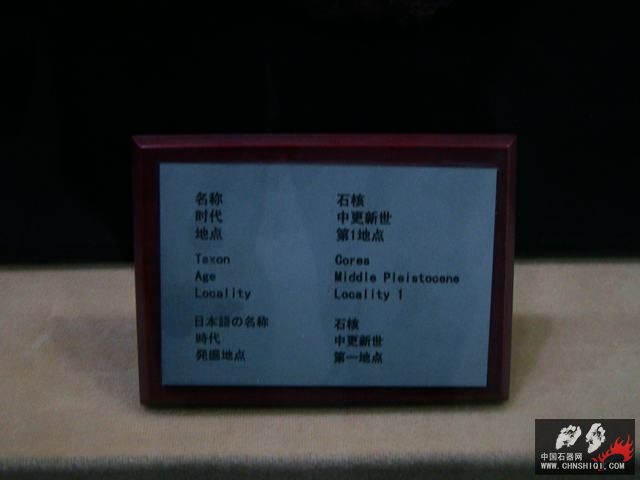 名称 石核
时代 中更新世
地点 第1地点
Taxon Cores
Age Middle Pleistocene
Locality Locality 1
日本語の名称 石核
時代 中更新世
発掘地点 第一地点
中国石器网
WWW.CHNSHIQI.COM